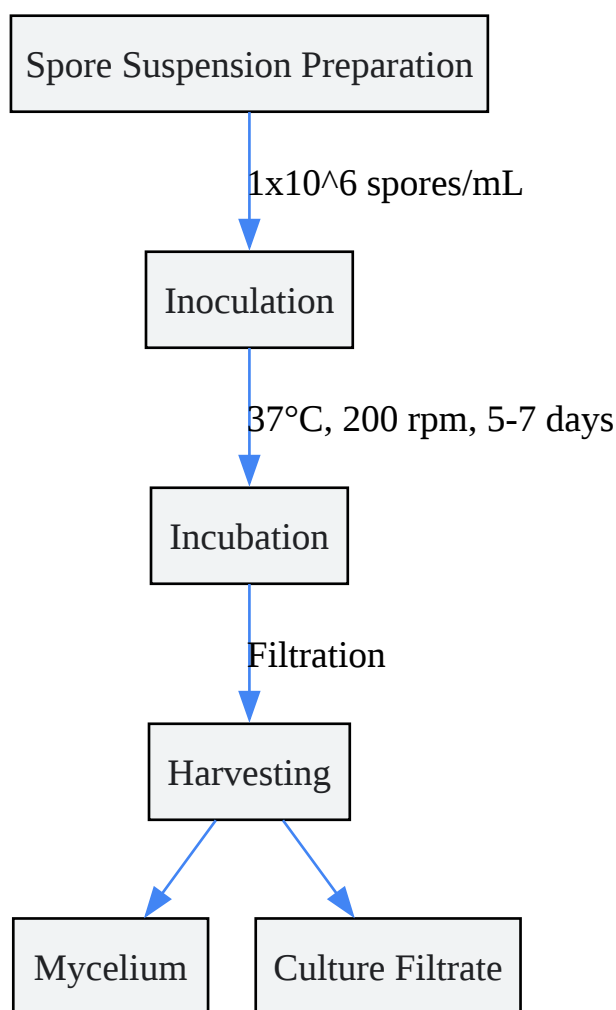 Spore Suspension Preparation
1x10^6 spores/mL
Inoculation
37°C, 200 rpm, 5-7 days
Incubation
Filtration
Harvesting
Mycelium
Culture Filtrate